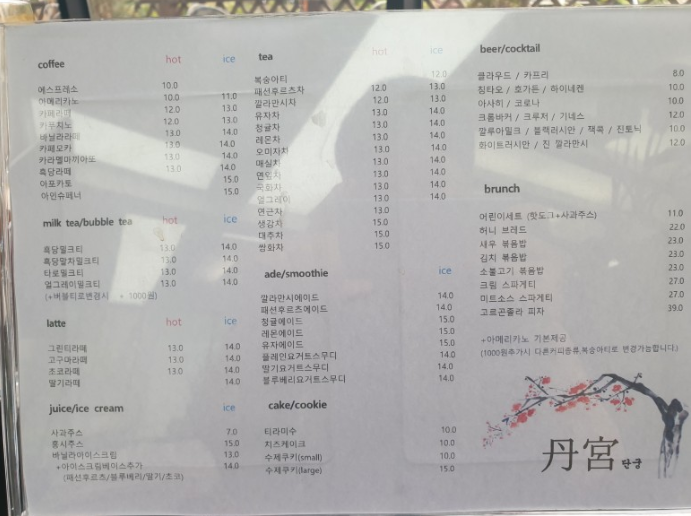 coffee hot ice
에스프레소 10.0
아메리카노 10.0 11.0
카페라떼 12.0 13.0
카푸치노 12.0 13.0
바닐라라떼 13.0 14.0
카페모카 13.0 14.0
카라멜마끼아또 13.0 14.0
흑당라떼 13.0 14.0
아포카토 15.0
아인슈페너 15.0
milk tea/bubble tea hot ice
흑당밀크티 13.0 14.0
흑당말차밀크티 13.0 14.0
타로밀크티 13.0 14.0
얼그레이밀크티 13.0 14.0
(+버블티로변경시 + 1000원)
latte hot ice
그린티라떼 13.0 14.0
고구마라떼 13.0 14.0
초코라떼 13.0 14.0
딸기라떼 14.0
juice/ice cream ice
사과주스 7.0
홍시주스 15.0
바닐라아이스크림 13.0
+아이스크림베이스추가 14.0
(패션후르츠/블루베리/딸기/초코)
tea hot ice
복숭아티 12.0
패션후르츠차 12.0 13.0
깔라만시차 12.0 13.0
유자차 13.0 14.0
청귤차 13.0 14.0
레몬차 13.0 14.0
오미자차 13.0 14.0
매실차 13.0 14.0
연잎차 13.0 14.0
국화차 13.0 14.0
얼그레이 13.0 14.0
연근차 13.0
생강차 15.0
대추차 15.0
쌍화차 15.0
ade/smoothie ice
깔라만시에이드 14.0
패션후르츠에이드 14.0
청귤에이드 15.0
레몬에이드 15.0
유자에이드 15.0
플레인요거트스무디 14.0
딸기요거트스무디 14.0
블루베리요거트스무디 14.0
cake/cookie
티라미수 10.0
치즈케이크 10.0
수제쿠키(small) 10.0
수제쿠키(large) 15.0
beer/cocktail
클라우드 / 카프리 8.0
칭타오 / 호가든 / 하이네켄 10.0
아사히 / 코로나 10.0
크롬바커 / 크루저 / 기네스 12.0
깔루아밀크 / 블랙러시안 / 잭콕 / 진토닉 10.0
화이트러시안 / 진 깔라만시 12.0
brunch
어린이세트 (핫도그+사과주스) 11.0
허니 브레드 22.0
새우 볶음밥 23.0
김치 볶음밥 23.0
소불고기 볶음밥 23.0
크림 스파게티 27.0
미트소스 스파게티 27.0
고르곤졸라 피자 39.0
+아메리카노 기본제공
(1000원추가시 다른커피종류,복숭아티로 변경가능합니다.)
丹宮 단궁